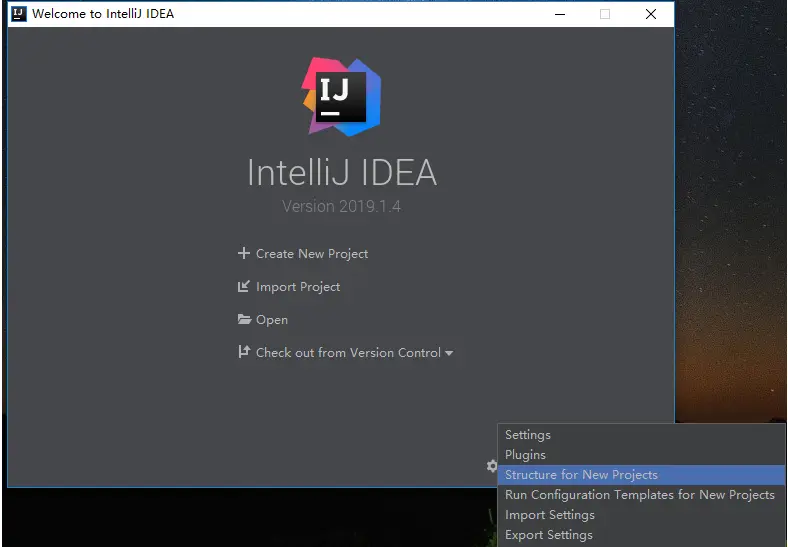 Welcome to IntelliJ IDEA
IJ
IntelliJ IDEA
Version 2019.1.4
Create New Project
Import Project
Open
Check out from Version Control
Settings
Plugins
Structure for New Projects
Run Configuration Templates for New Projects
Import Settings
Export Settings